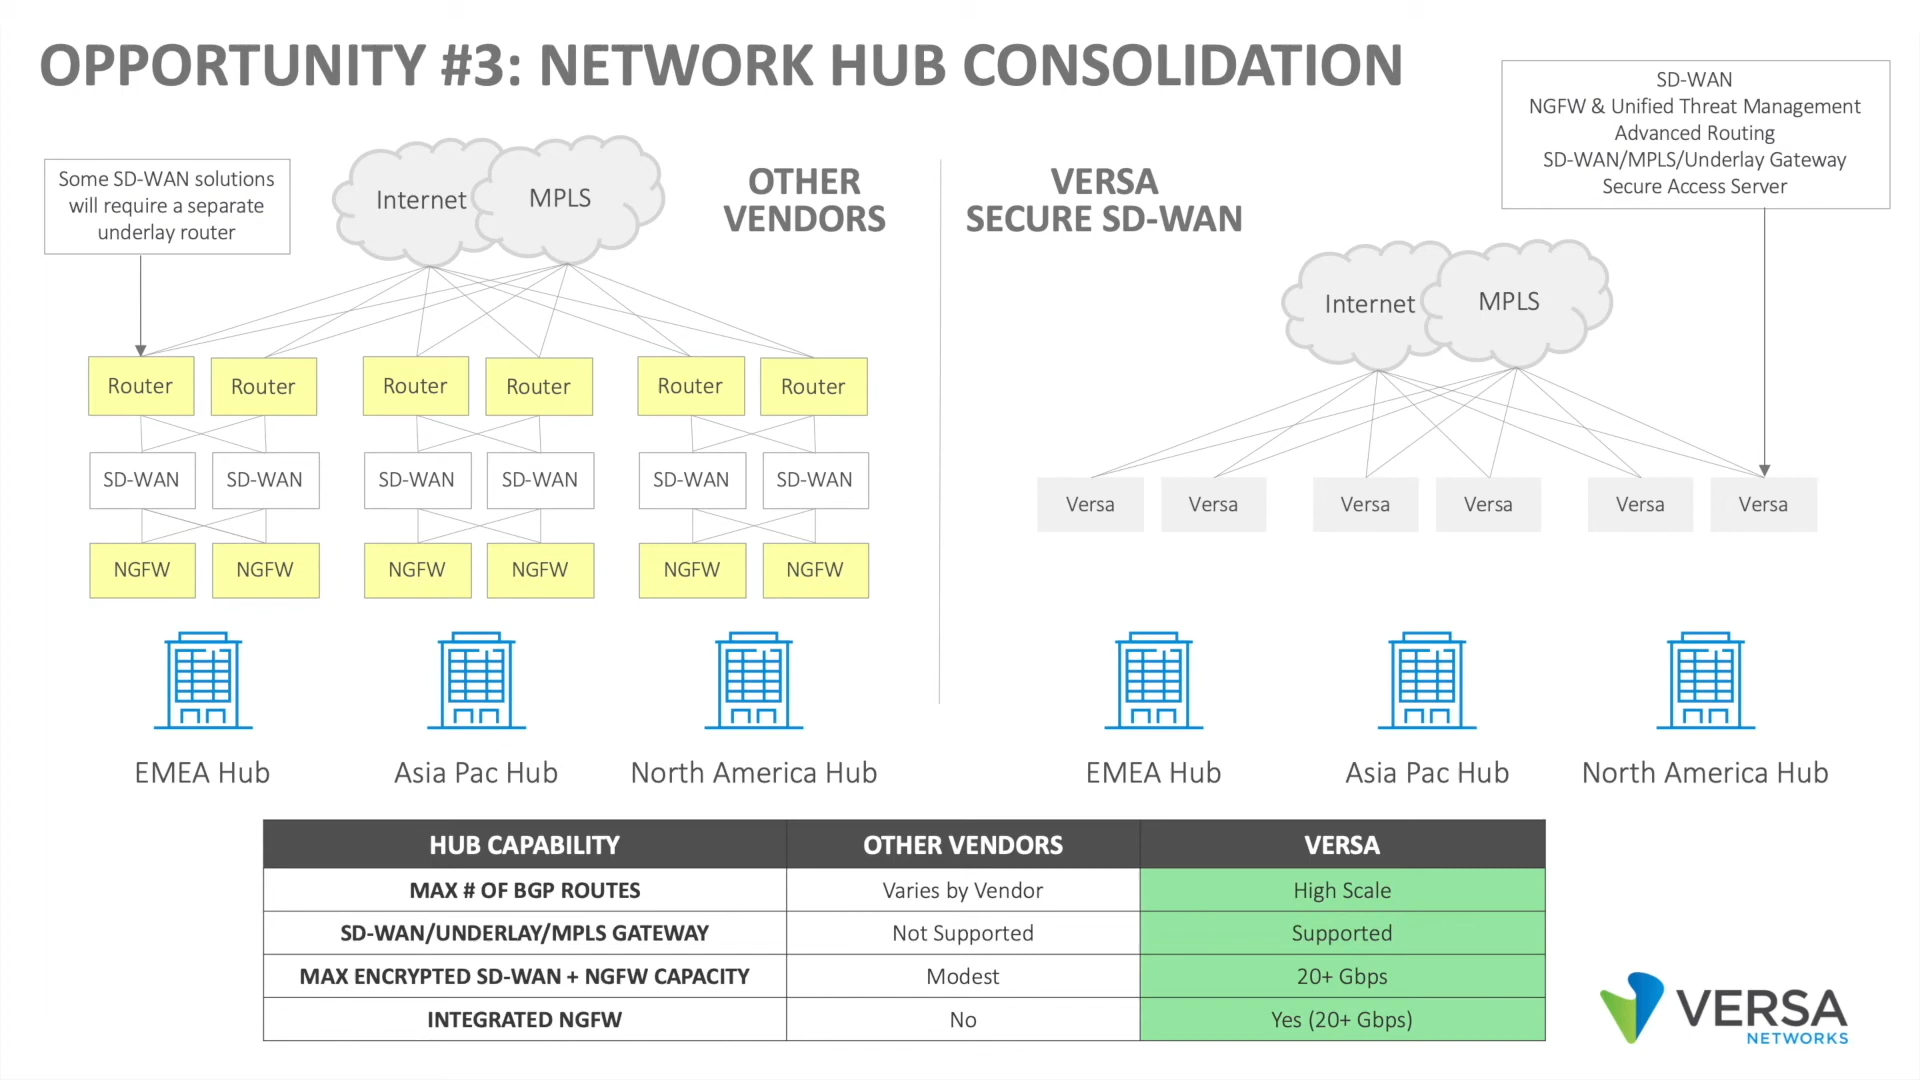 OPPORTUNITY #3: NETWORK HUB CONSOLIDATION
SD-WAN
NGFW & Unified Threat Management
Advanced Routing
SD-WAN/MPLS/Underlay Gateway
Secure Access Server
Some SD-WAN solutions
will require a separate
underlay router
Internet
MPLS
OTHER
VENDORS
VERSA
SECURE SD-WAN
Internet
MPLS
Router Router Router Router Router Router
SD-WAN SD-WAN SD-WAN SD-WAN SD-WAN SD-WAN
NGFW NGFW NGFW NGFW NGFW NGFW
Versa Versa Versa Versa Versa Versa
EMEA Hub Asia Pac Hub North America Hub
EMEA Hub Asia Pac Hub North America Hub
HUB CAPABILITY OTHER VENDORS VERSA
MAX # OF BGP ROUTES Varies by Vendor High Scale
SD-WAN/UNDERLAY/MPLS GATEWAY Not Supported Supported
MAX ENCRYPTED SD-WAN + NGFW CAPACITY Modest 20+ Gbps
INTEGRATED NGFW No Yes (20+ Gbps)
VERSA
NETWORKS